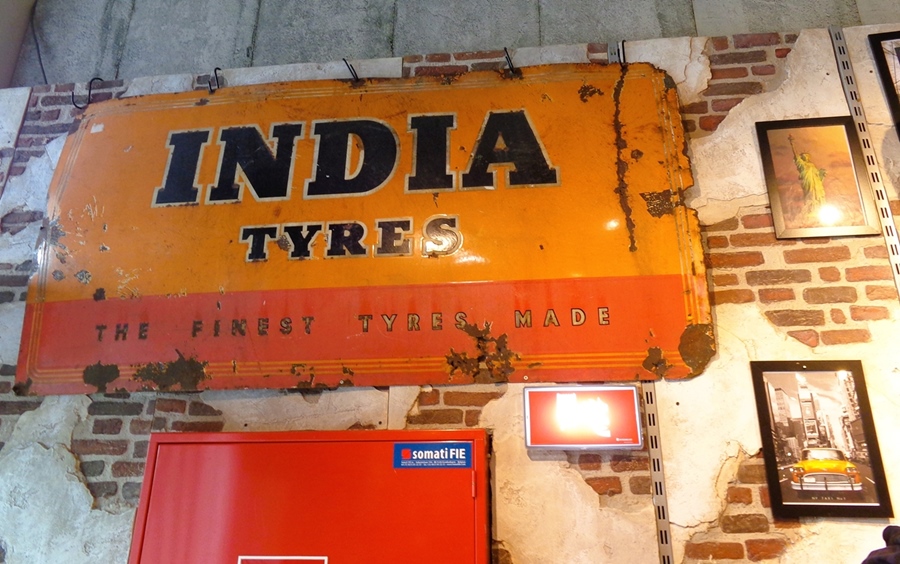 INDIA
TYRES
THE FINEST TYRES MADE
somatiFIE